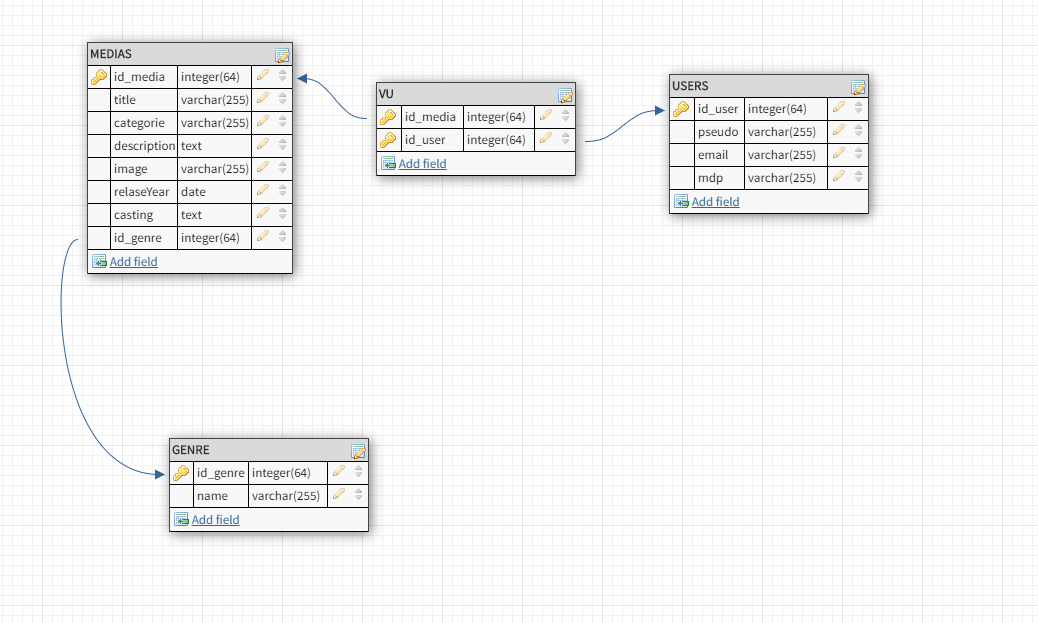 MEDIAS
id_media integer(64)
title varchar(255)
categorie varchar(255)
description text
image varchar(255)
relaseYear date
casting text
id_genre integer(64)
Add field
VU
id_media integer(64)
id_user integer(64)
Add field
USERS
id_user integer(64)
pseudo varchar(255)
email varchar(255)
mdp varchar(255)
Add field
GENRE
id_genre integer(64)
name varchar(255)
Add field